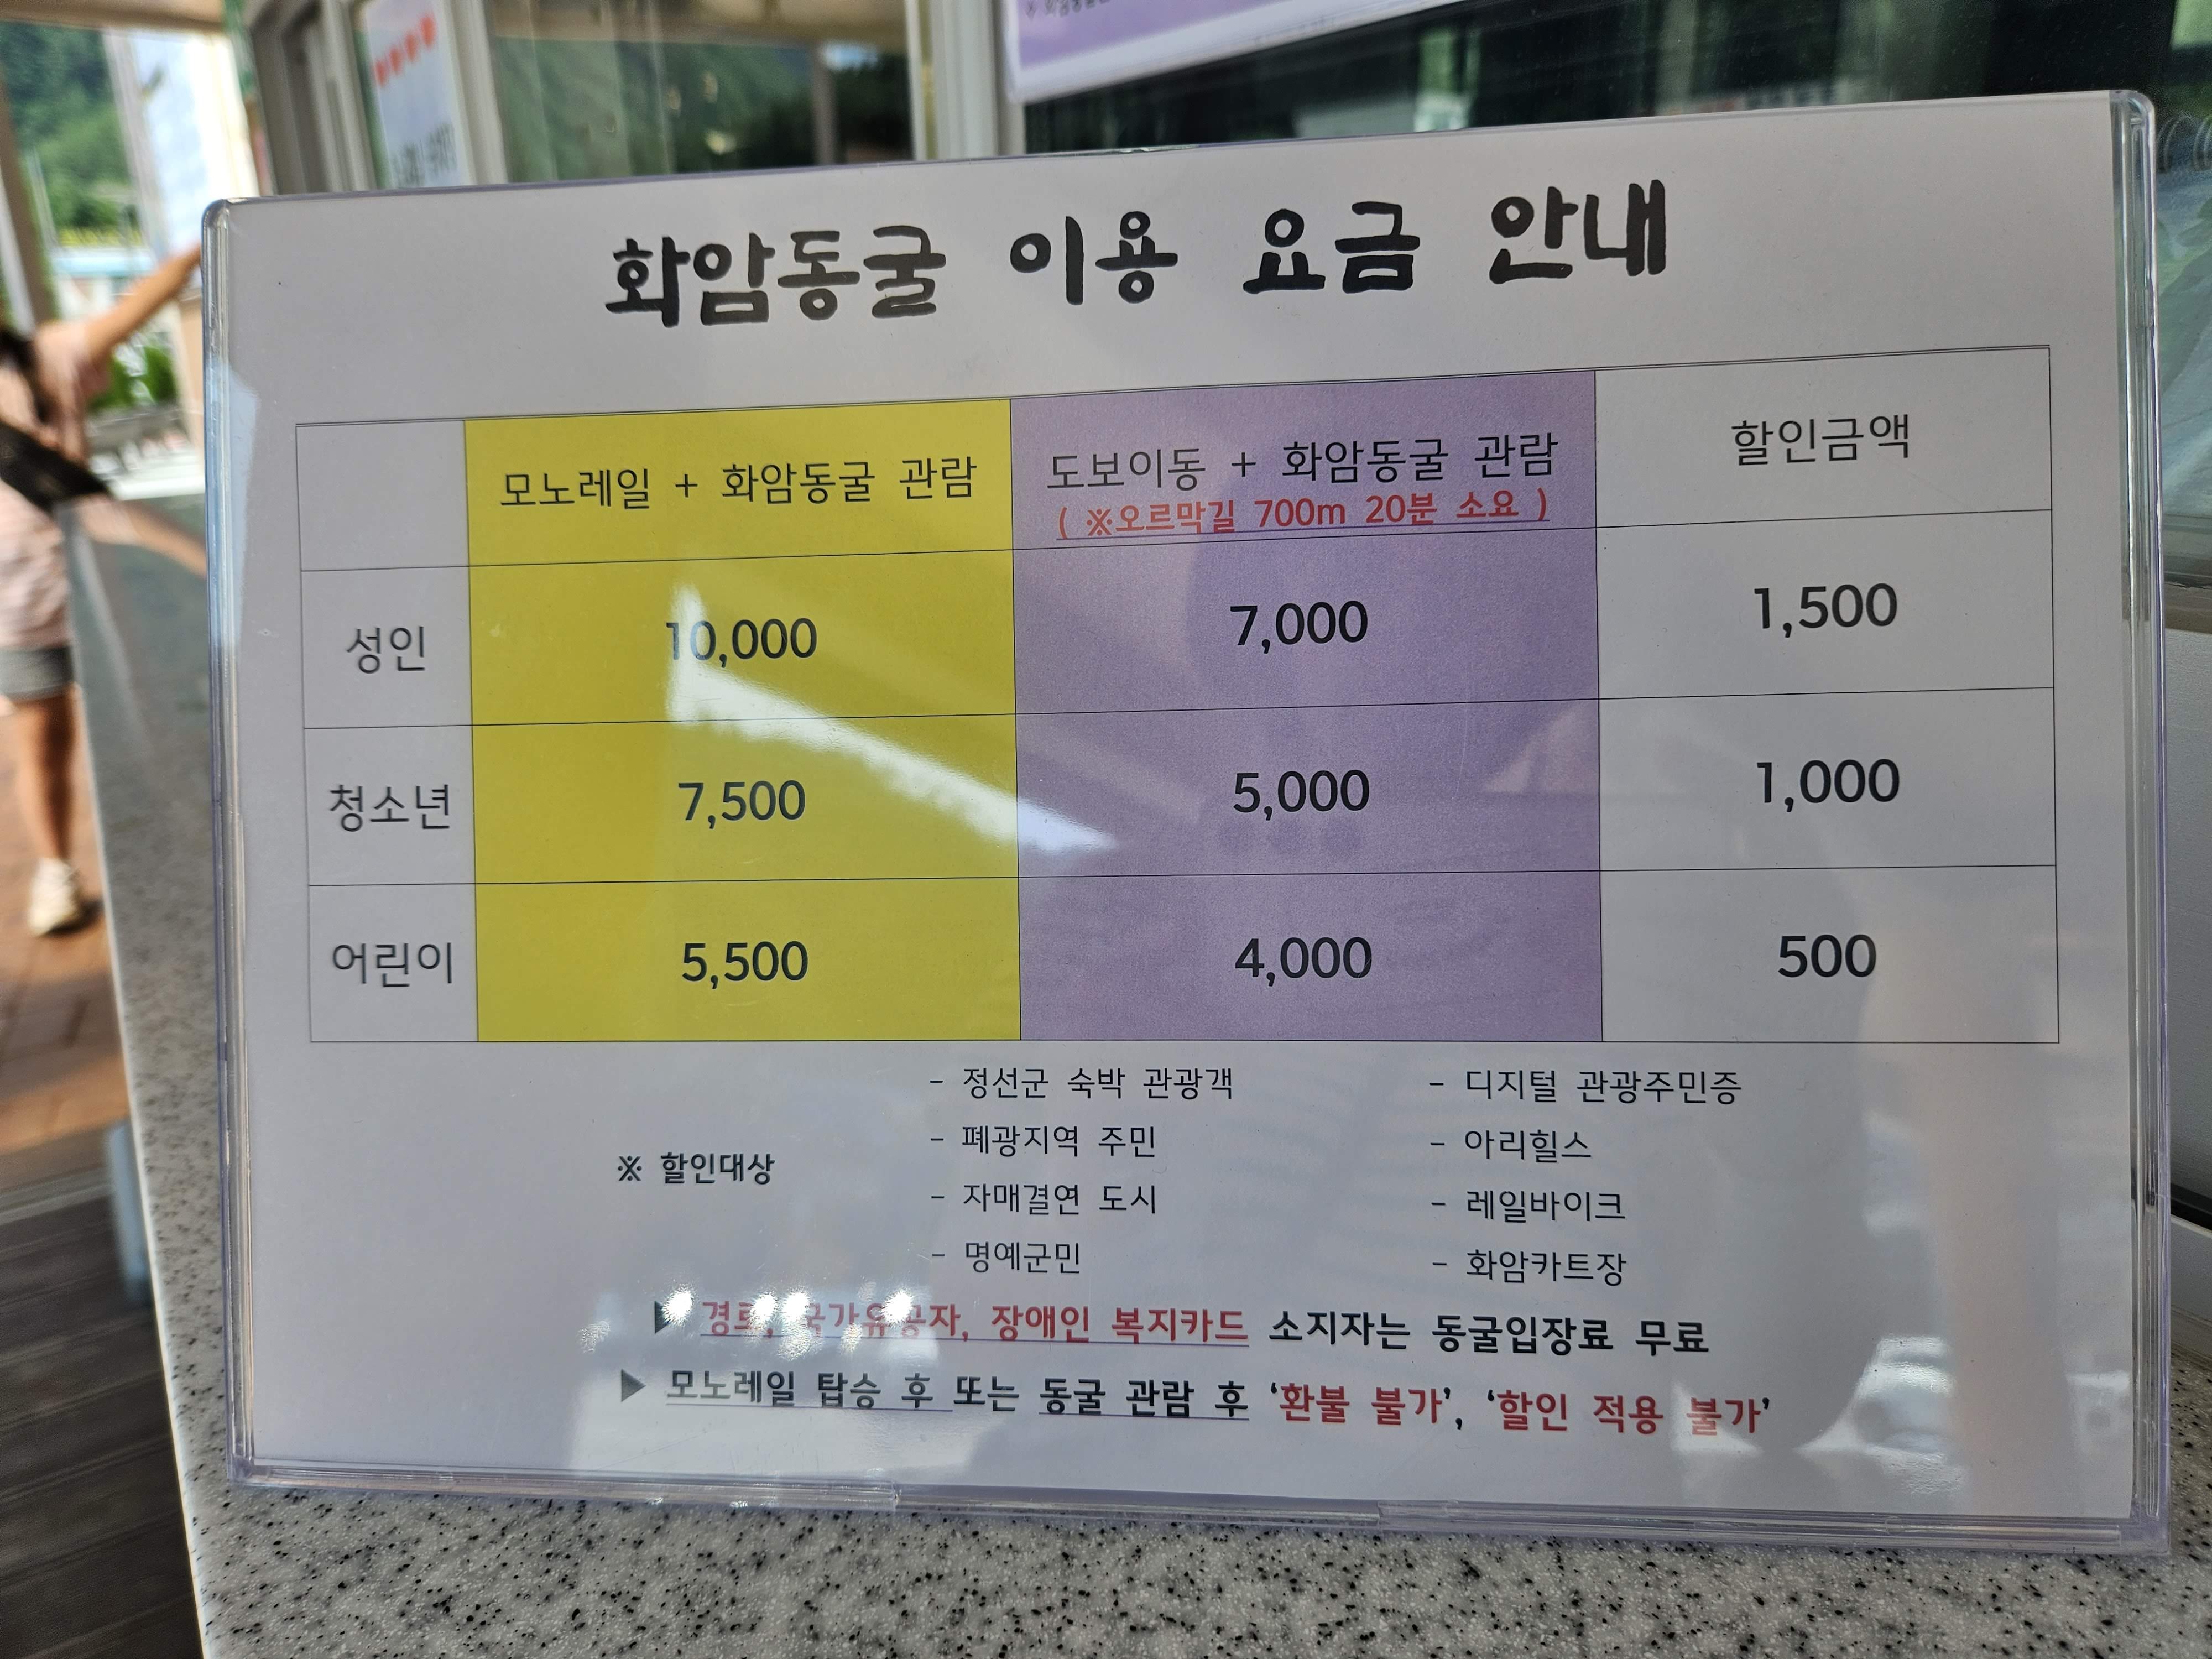 화암동굴 이용 요금 안내
모노레일 + 화암동굴 관람
도보이동 + 화암동굴 관람
( ※오르막길 700m 20분 소요 )
할인금액
성인 10,000 7,000 1,500
청소년 7,500 5,000 1,000
어린이 5,500 4,000 500
※ 할인대상
- 정선군 숙박 관광객
- 폐광지역 주민
- 자매결연 도시
- 명예군민
- 디지털 관광주민증
- 아리힐스
- 레일바이크
- 화암카트장
▶ 경로, 국가유공자, 장애인 복지카드 소지자는 동굴입장료 무료
▶ 모노레일 탑승 후 또는 동굴 관람 후 ‘환불 불가’, ‘할인 적용 불가’